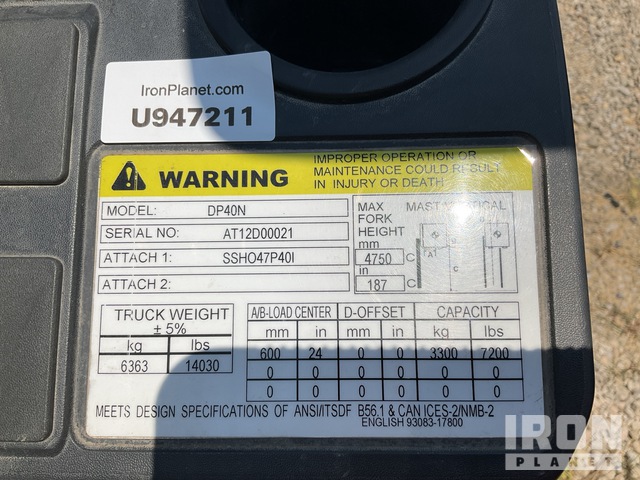 IronPlanet.com
U947211
WARNING
IMPROPER OPERATION OR
MAINTENANCE COULD RESULT
IN INJURY OR DEATH
MODEL: DP40N
SERIAL NO: AT12D00021
ATTACH 1: SSHO47P40I
ATTACH 2:
MAX
FORK
HEIGHT
mm
4750 C
in
187 C
MAST VERTICAL
A
C
TRUCK WEIGHT
± 5%
kg lbs
6363 14030
A/B-LOAD CENTER D-OFFSET CAPACITY
mm in mm in kg lbs
600 24 0 0 3300 7200
0 0 0 0 0 0
0 0 0 0 0 0
MEETS DESIGN SPECIFICATIONS OF ANSI/ITSDF B56.1 & CAN ICES-2/NMB-2
ENGLISH 93083-17800
IRON
PLANET